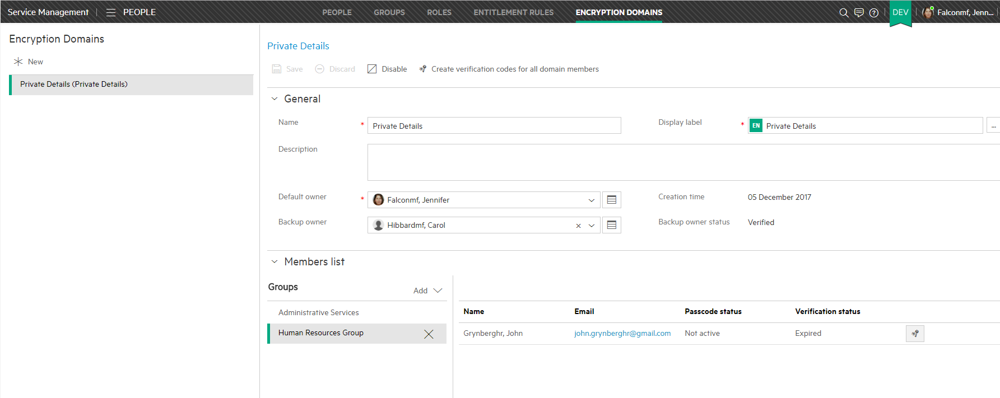 Service Management PEOPLE PEOPLE GROUPS ROLES ENTITLEMENT RULES ENCRYPTION DOMAINS DEV Falconmf, Jenn...
Encryption Domains
New
Private Details (Private Details)
Private Details
Save Discard Disable Create verification codes for all domain members
General
Name * Private Details Display label * EN Private Details ...
Description
Default owner * Falconmf, Jennifer Creation time 05 December 2017
Backup owner Hibbardmf, Carol Backup owner status Verified
Members list
Groups Add
Administrative Services
Human Resources Group
Name Email Passcode status Verification status
Grynberghr, John john.grynberghr@gmail.com Not active Expired